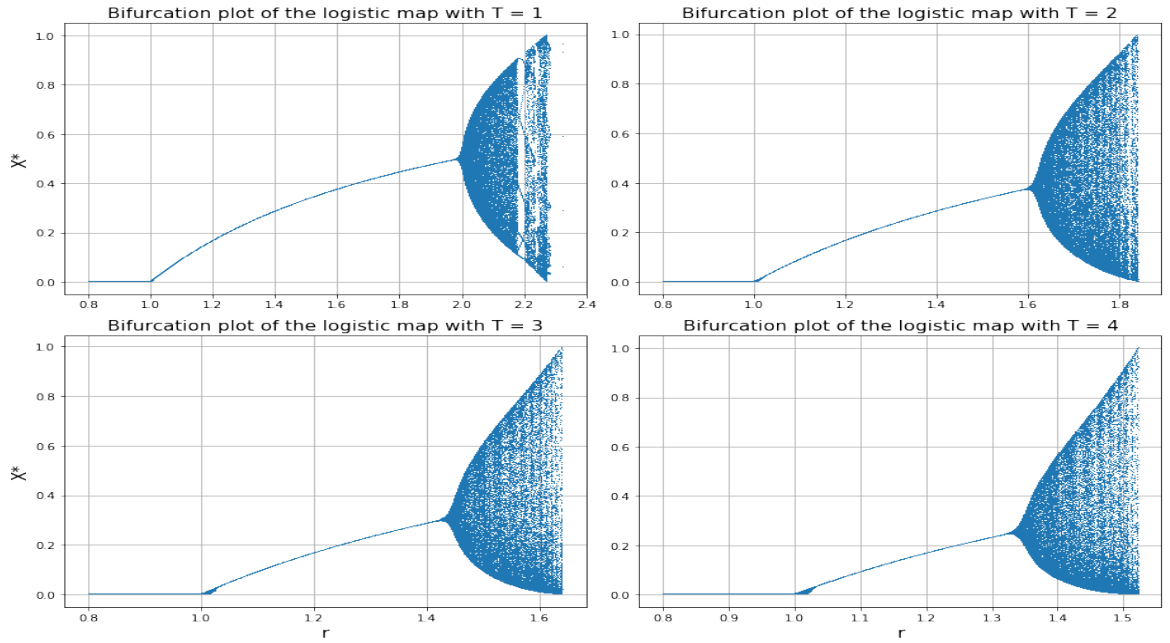 Bifurcation plot of the logistic map with T = 1
1.0
0.8
0.6
0.4
0.2
0.0
χ*
0.8 1.0 1.2 1.4 1.6 1.8 2.0 2.2 2.4
Bifurcation plot of the logistic map with T = 2
1.0
0.8
0.6
0.4
0.2
0.0
0.8 1.0 1.2 1.4 1.6 1.8
Bifurcation plot of the logistic map with T = 3
1.0
0.8
0.6
0.4
0.2
0.0
χ*
0.8 1.0 1.2 1.4 1.6
r
Bifurcation plot of the logistic map with T = 4
1.0
0.8
0.6
0.4
0.2
0.0
0.8 0.9 1.0 1.1 1.2 1.3 1.4 1.5
r